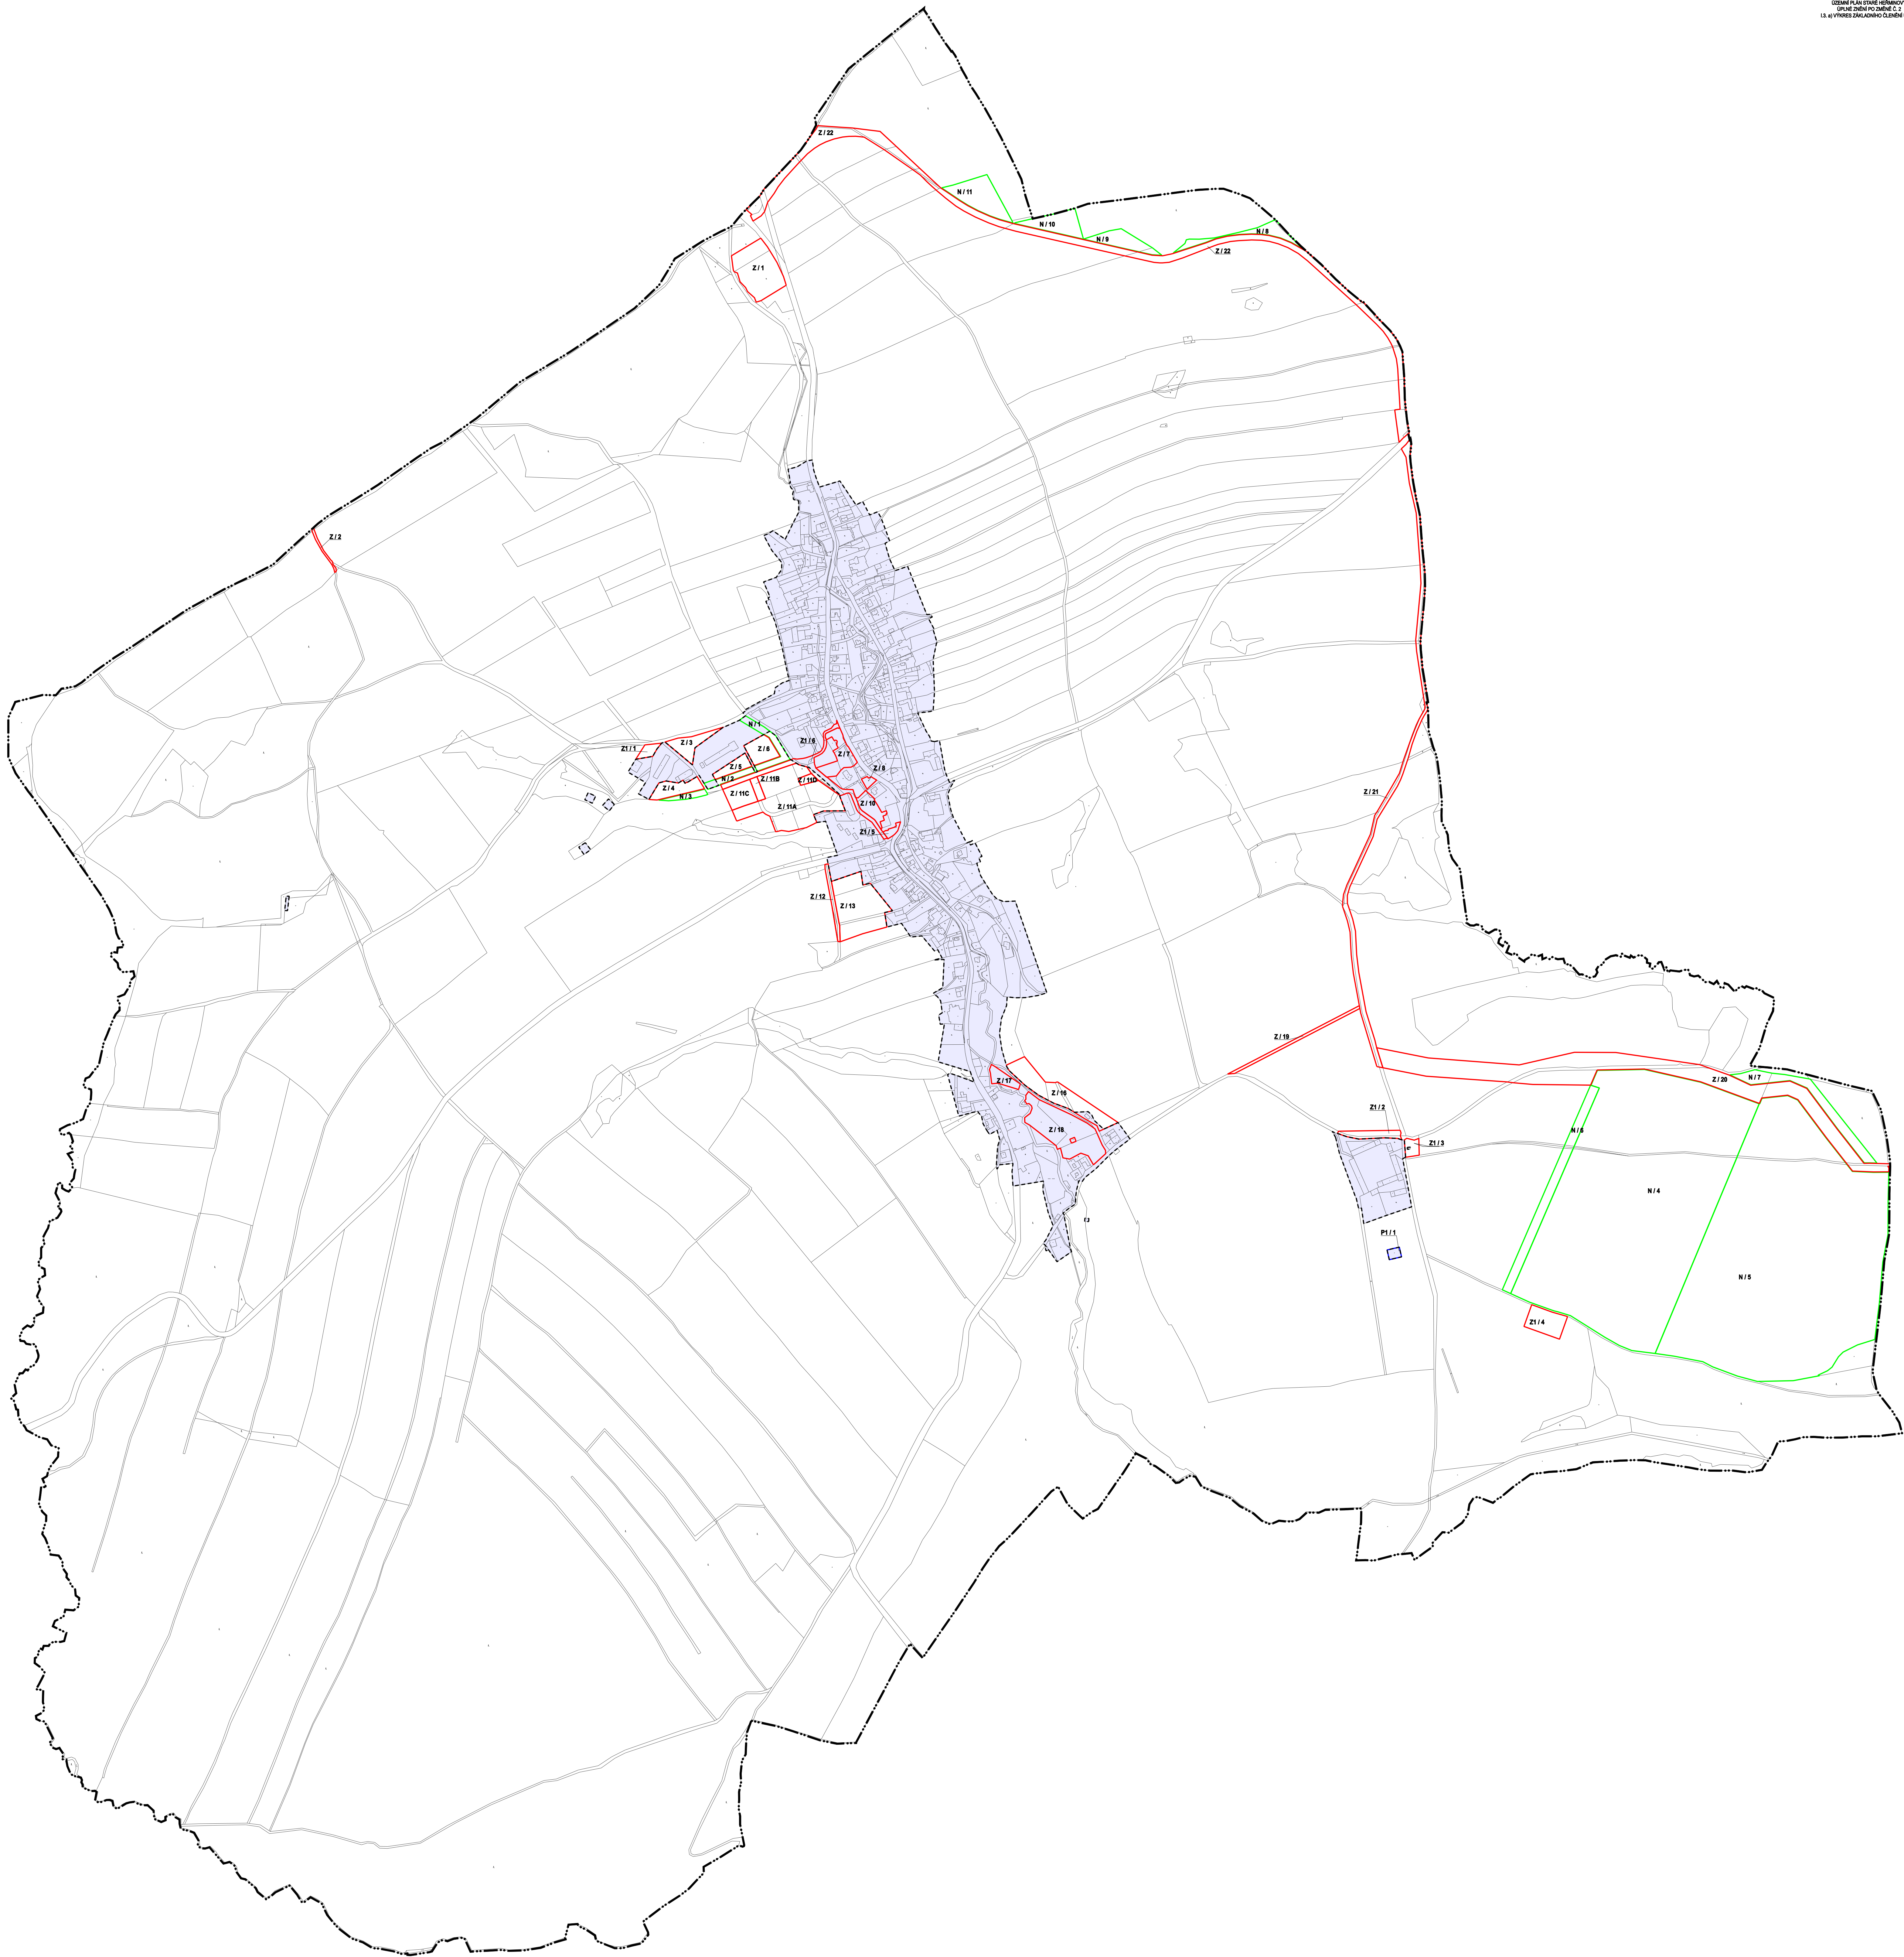 ÚZEMNÍ PLÁN STARÉ HEŘMINOVY
ÚPLNÉ ZNĚNÍ PO ZMĚNĚ Č. 2
I.3. a) VÝKRES ZÁKLADNÍHO ČLENĚNÍ
Z / 22
N / 11
N / 10
N / 9
N / 8
Z / 22
Z / 1
Z / 2
N / 1
Z1 / 1
Z / 3
Z1 / 6
Z / 6
Z / 7
Z / 5
Z / 8
N / 2
Z / 11B
Z / 11D
Z / 4
N / 3
Z / 11C
Z / 11A
Z / 10
Z1 / 5
Z / 21
Z / 12
Z / 13
Z / 19
Z / 17
Z / 16
Z / 20
N / 7
Z1 / 2
Z / 18
N / 6
Z1 / 3
N / 4
P1 / 1
N / 5
Z1 / 4